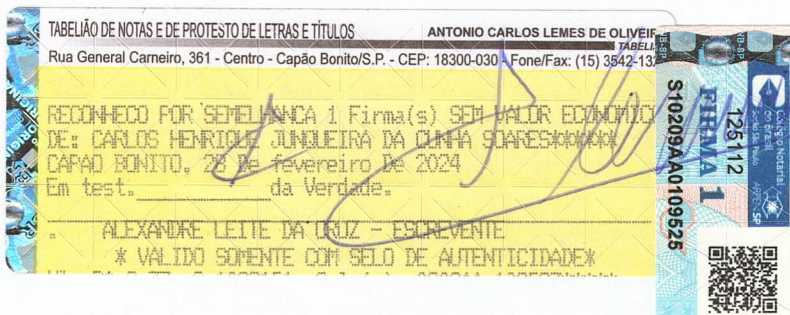 TABELIÃO DE NOTAS E DE PROTESTO DE LETRAS E TÍTULOS
ANTONIO CARLOS LEMES DE OLIVEIR
TABELI
Rua General Carneiro, 361 - Centro - Capão Bonito/S.P. - CEP: 18300-030 - Fone/Fax: (15) 3542-13
RECONHECO POR SEMELHANCA 1 Firma(s) SEM VALOR ECONOMIC
DE: CARLOS HENRIQUE JUNQUEIRA DA CUNHA SOARES******
CAPAO BONITO, 28 de fevereiro de 2024
Em test. da Verdade.
ALEXANDRE LEITE DA CRUZ - ESCREVENTE
* VALIDO SOMENTE COM SELO DE AUTENTICIDADE*
Colégio Notarial
do Brasil
125112
FIRMA 1
S10209AA0109525